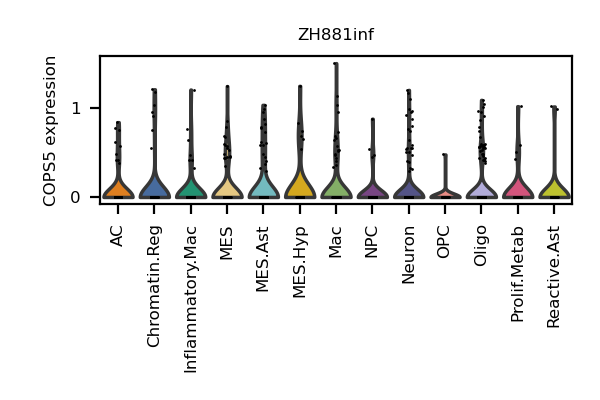 ZH881inf
COPS5 expression
1
0
AC
Chromatin.Reg
Inflammatory.Mac
MES
MES.Ast
MES.Hyp
Mac
NPC
Neuron
OPC
Oligo
Prolif.Metab
Reactive.Ast